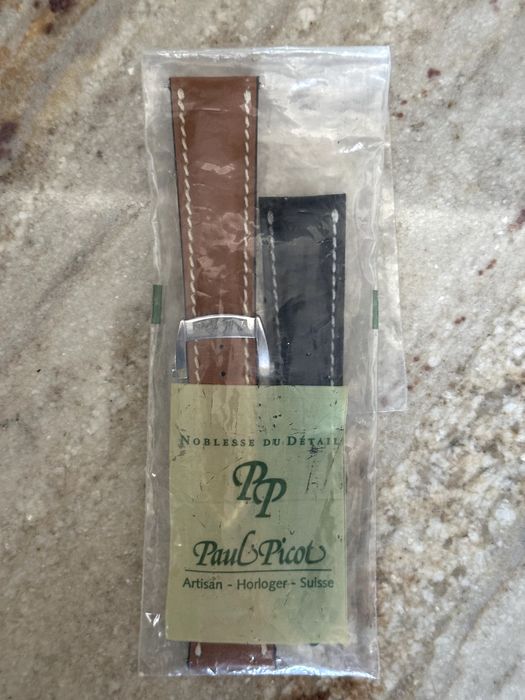 NOBLESSE DU DÉTAIL
PP
Paul Picot
Artisan - Horloger - Suisse